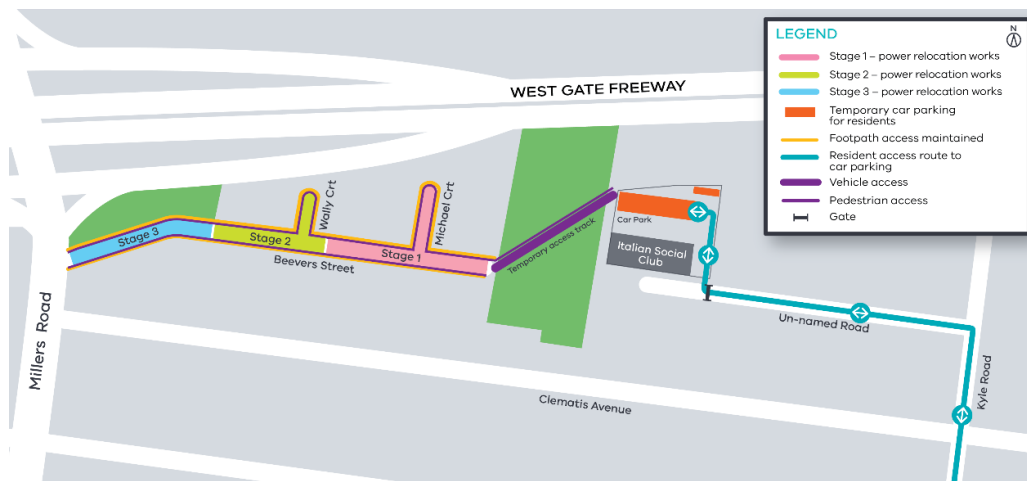 WEST GATE FREEWAY
LEGEND
N
Stage 1 – power relocation works
Stage 2 – power relocation works
Stage 3 – power relocation works
Temporary car parking
for residents
Footpath access maintained
Resident access route to
car parking
Vehicle access
Pedestrian access
Gate
Wally Crt
Michael Crt
Stage 3
Stage 2
Stage 1
Beevers Street
Temporary access track
Car Park
Italian Social
Club
Un-named Road
Millers Road
Kyle Road
Clematis Avenue